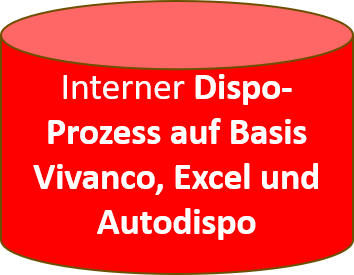 Interner Dispo-
Prozess auf Basis
Vivanco, Excel und
Autodispo